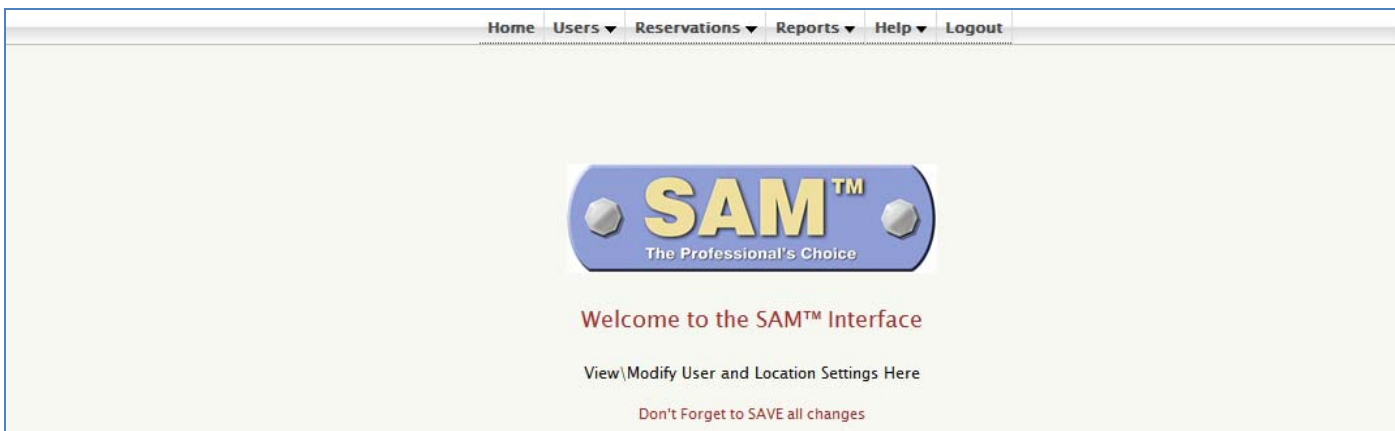 Home Users Reservations Reports Help Logout
SAM™
The Professional's Choice
Welcome to the SAM™ Interface
View\Modify User and Location Settings Here
Don't Forget to SAVE all changes